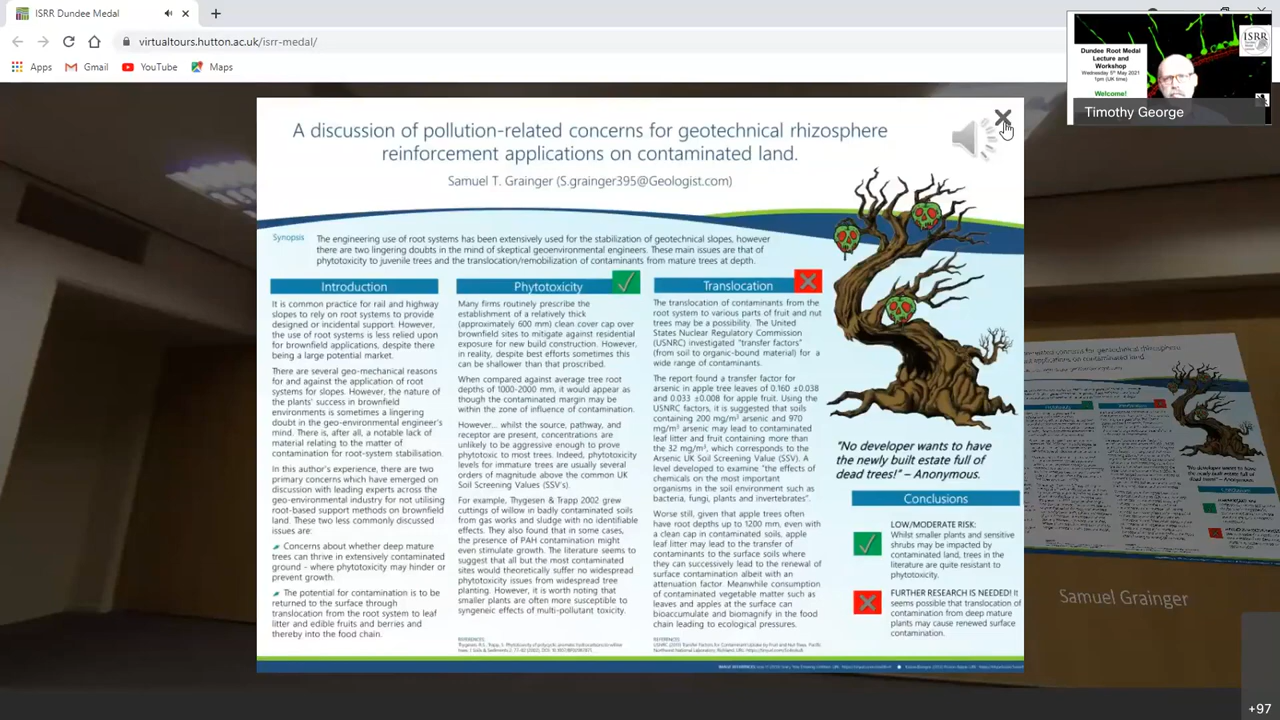 ISRR Dundee Medal
virtualtours.hutton.ac.uk/isrr-medal/
Apps
Gmail
YouTube
Maps
Dundee Root Medal
Lecture and
Workshop
Wednesday 5th May 2021
1pm (UK time)
Welcome!
ISRR
Timothy George
A discussion of pollution-related concerns for geotechnical rhizosphere
reinforcement applications on contaminated land.
Samuel T. Grainger (S.grainger395@Geologist.com)
Synopsis
The engineering use of root systems has been extensively used for the stabilization of geotechnical slopes, however
there are two lingering doubts in the mind of skeptical geoenvironmental engineers. These main issues are that of
phytotoxicity to juvenile trees and the translocation/remobilization of contaminants from mature trees at depth.
Introduction
It is common practice for rail and highway
slopes to rely on root systems to provide
designed or incidental support. However,
the use of root systems is less relied upon
for brownfield applications, despite there
being a large potential market.
There are several geo-mechanical reasons
for and against the application of root
systems for slopes. However, the nature of
the plants' success in brownfield
environments is sometimes a lingering
doubt in the geo-environmental engineer's
mind. There is, after all, a notable lack of
material relating to the matter of
contamination for root-system stabilisation.
In this author's experience, there are two
primary concerns which have emerged on
discussion with leading experts across the
geo-environmental industry for not utilising
root-based support methods on brownfield
land. These two less commonly discussed
issues are:
Concerns about whether deep mature
trees can thrive in extensively contaminated
ground - where phytotoxicity may hinder or
prevent growth.
The potential for contamination is to be
returned to the surface through
translocation from the root system to leaf
litter and edible fruits and berries and
thereby into the food chain.
Phytotoxicity
Many firms routinely prescribe the
establishment of a relatively thick
(approximately 600 mm) clean cover cap over
brownfield sites to mitigate against residential
exposure for new build construction. However,
in reality, despite best efforts sometimes this
can be shallower than that proscribed.
When compared against average tree root
depths of 1000-2000 mm, it would appear as
though the contaminated margin may be
within the zone of influence of contamination.
However... whilst the source, pathway, and
receptor are present, concentrations are
unlikely to be aggressive enough to prove
phytotoxic to most trees. Indeed, phytotoxicity
levels for immature trees are usually several
orders of magnitude above the common UK
Soil Screening Values (SSV's).
For example, Thygesen & Trapp 2002 grew
cuttings of willow in badly contaminated soils
from gas works and sludge with no identifiable
effects. They also found that in some cases,
the presence of PAH contamination might
even stimulate growth. The literature seems to
suggest that all but the most contaminated
sites would theoretically suffer no widespread
phytotoxicity issues from widespread tree
planting. However, it is worth noting that
smaller plants are often more susceptible to
syngeneic effects of multi-pollutant toxicity.
REFERENCES
Translocation
The translocation of contaminants from the
root system to various parts of fruit and nut
trees may be a possibility. The United
States Nuclear Regulatory Commission
(USNRC) investigated "transfer factors"
(from soil to organic-bound material) for a
wide range of contaminants.
The report found a transfer factor for
arsenic in apple tree leaves of 0.160 ±0.038
and 0.033 ±0.008 for apple fruit. Using the
USNRC factors, it is suggested that soils
containing 200 mg/m³ arsenic and 970
mg/m³ arsenic may lead to contaminated
leaf litter and fruit containing more than
the 32 mg/m³, which corresponds to the
Arsenic UK Soil Screening Value (SSV). A
level developed to examine "the effects of
chemicals on the most important
organisms in the soil environment such as
bacteria, fungi, plants and invertebrates".
Worse still, given that apple trees often
have root depths up to 1200 mm, even with
a clean cap in contaminated soils, apple
leaf litter may lead to the transfer of
contaminants to the surface soils where
they can successively lead to the renewal of
surface contamination albeit with an
attenuation factor. Meanwhile consumption
of contaminated vegetable matter such as
leaves and apples at the surface can
bioaccumulate and biomagnify in the food
chain leading to ecological pressures.
REFERENCES
"No developer wants to have
the newly built estate full of
dead trees!" – Anonymous.
Conclusions
LOW/MODERATE RISK:
Whilst smaller plants and sensitive
shrubs may be impacted by
contaminated land, trees in the
literature are quite resistant to
phytotoxicity.
FURTHER RESEARCH IS NEEDED! It
seems possible that translocation of
contamination from deep mature
plants may cause renewed surface
contamination.
Samuel Grainger
+97